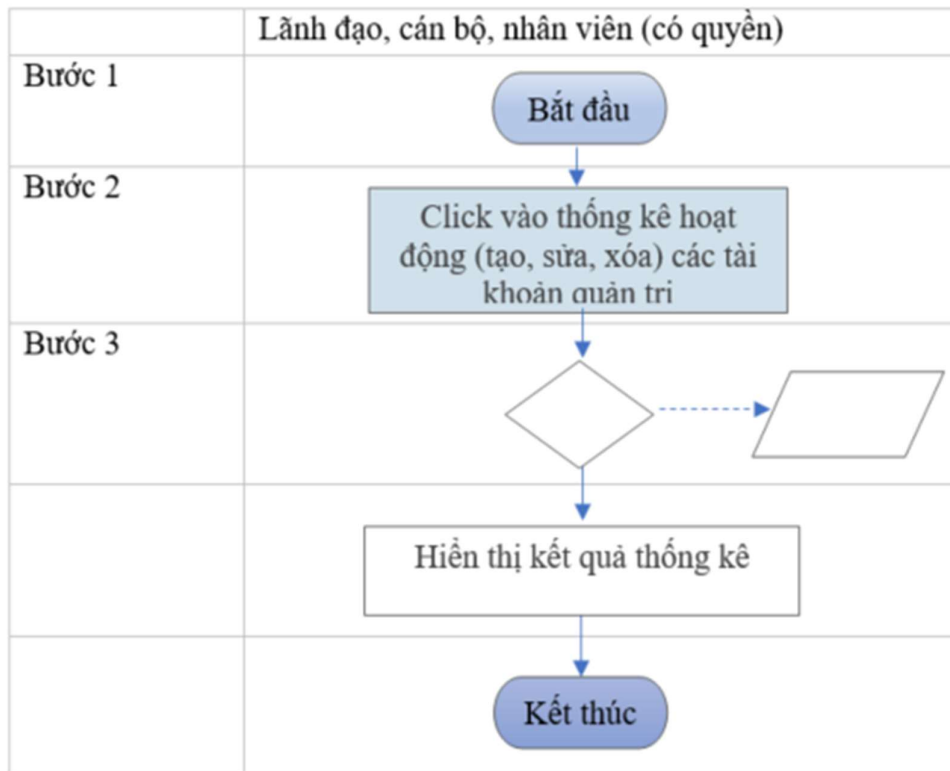 Lãnh đạo, cán bộ, nhân viên (có quyền)
Bước 1
Bắt đầu
Bước 2
Click vào thống kê hoạt
động (tạo, sửa, xóa) các tài
khoản quản trị
Bước 3
Hiển thị kết quả thống kê
Kết thúc